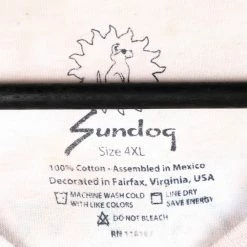 Sundog
Size 4XL
100% Cotton - Assembled in Mexico
Decorated in Fairfax, Virginia, USA
MACHINE WASH COLD LINE DRY
WITH LIKE COLORS SAVE ENERGY
DO NOT BLEACH
RN